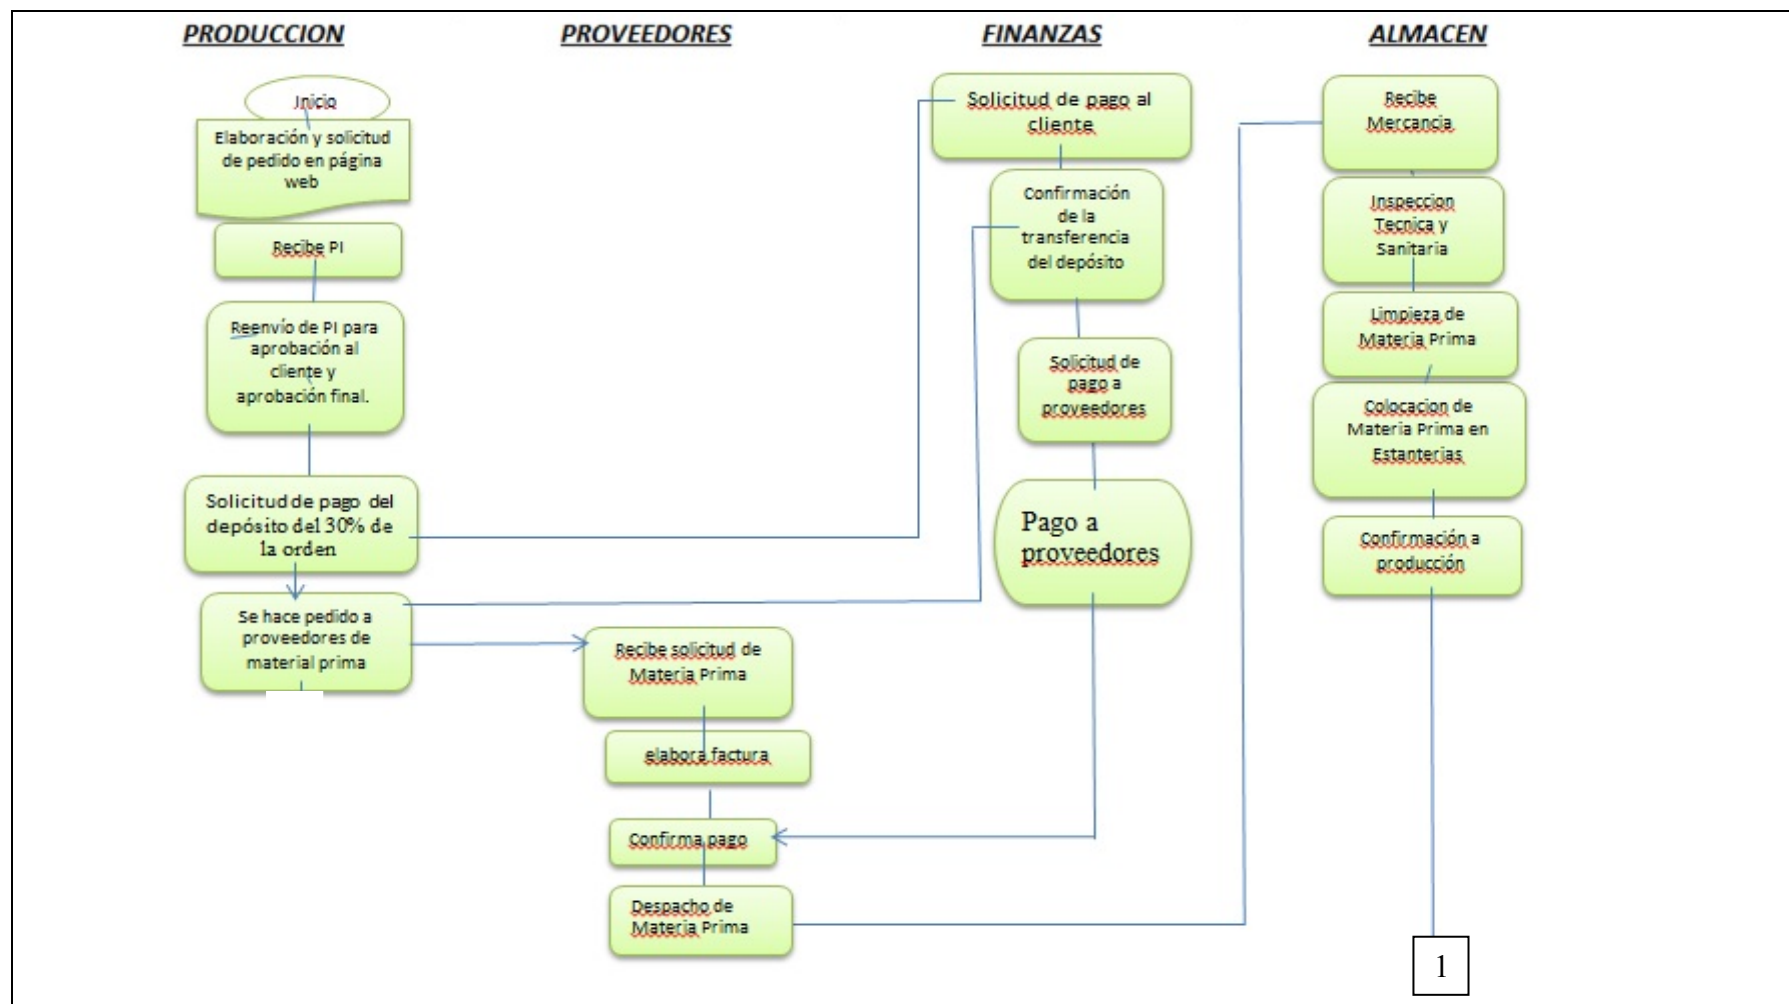 PRODUCCION
Inicio
Elaboración y solicitud
de pedido en página
web
Recibe PI
Reenvío de PI para
aprobación al
cliente y
aprobación final.
Solicitud de pago del
depósito del 30% de
la orden
Se hace pedido a
proveedores de
material prima
PROVEEDORES
Recibe solicitud de
Materia Prima
elabora factura
Confirma pago
Despacho de
Materia Prima
FINANZAS
Solicitud de pago al
cliente
Confirmación
de la
transferencia
del depósito
Solicitud de
pago a
proveedores
Pago a
proveedores
ALMACEN
Recibe
Mercancia
Inspeccion
Tecnica y
Sanitaria
Limpieza de
Materia Prima
Colocacion de
Materia Prima en
Estanterias
Confirmación a
producción
1